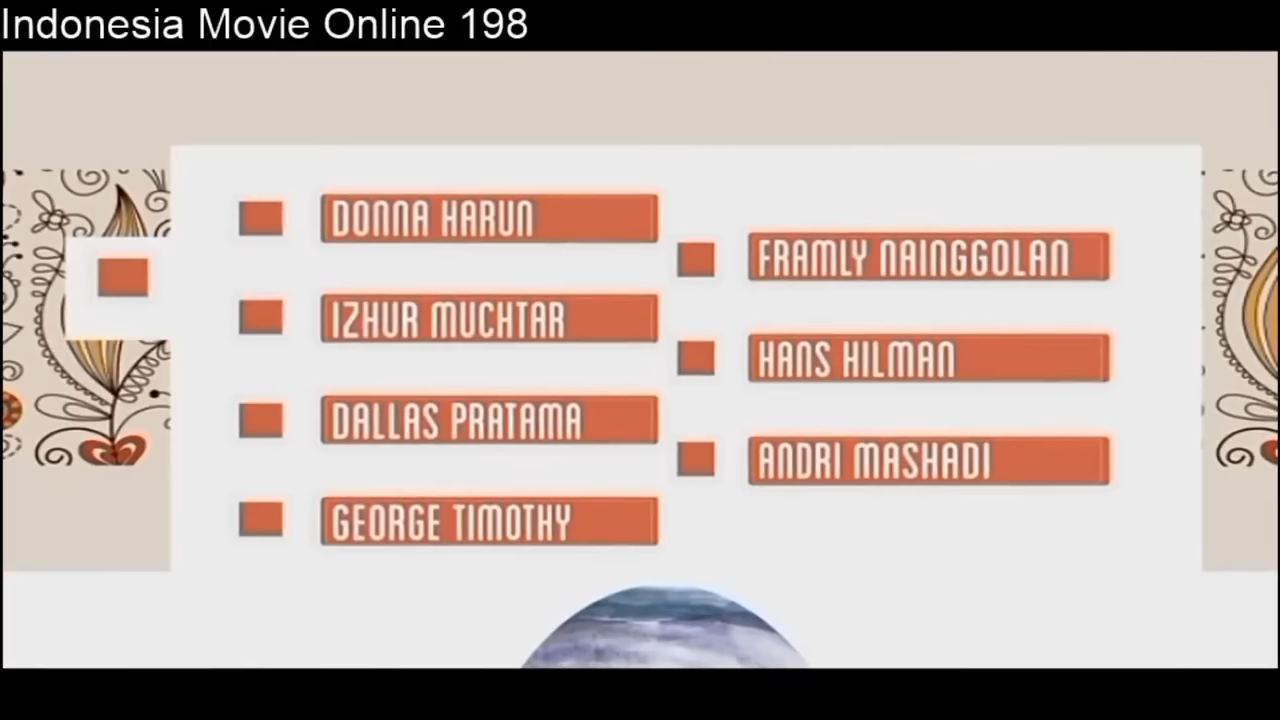 Indonesia Movie Online 198
DONNA HARUN
IZHUR MUCHTAR
DALLAS PRATAMA
GEORGE TIMOTHY
FRAMLY NAINGGOLAN
HANS HILMAN
ANDRI MASHADI